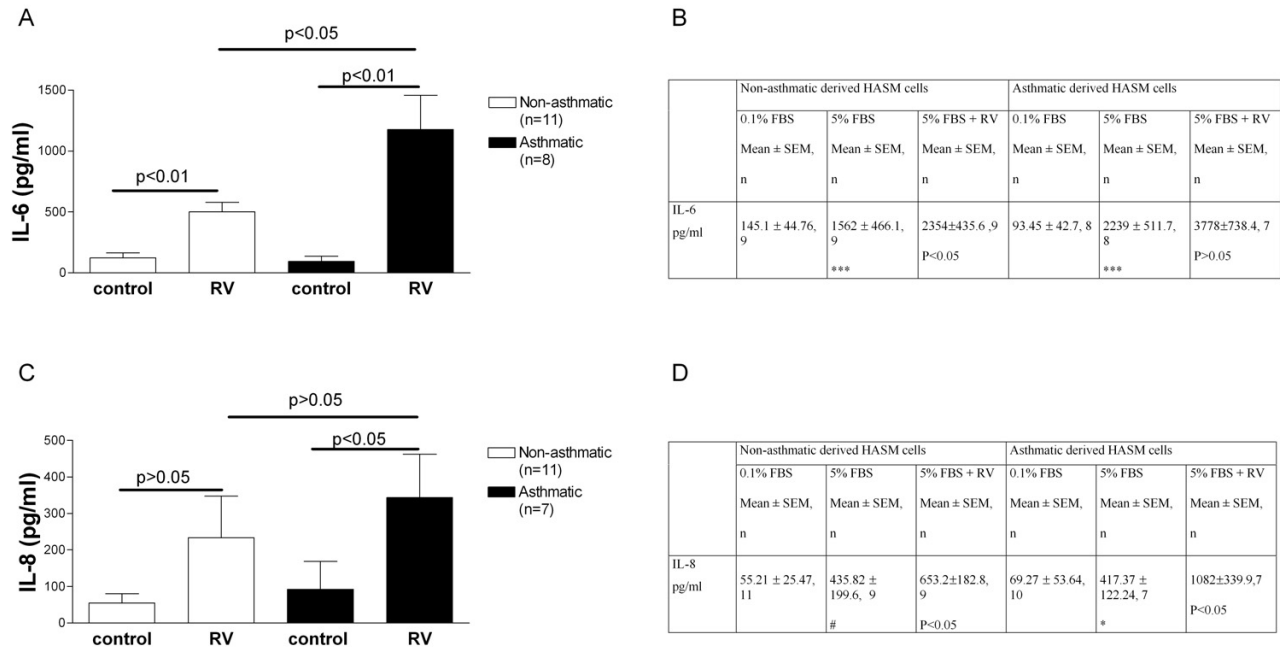 A
p<0.05
p<0.01
p<0.01
1500
1000
500
0
IL-6 (pg/ml)
control
RV
control
RV
Non-asthmatic
(n=11)
Asthmatic
(n=8)
B
Non-asthmatic derived HASM cells
Asthmatic derived HASM cells
0.1% FBS
Mean ± SEM,
n
5% FBS
Mean ± SEM,
n
5% FBS + RV
Mean ± SEM,
n
0.1% FBS
Mean ± SEM,
n
5% FBS
Mean ± SEM,
n
5% FBS + RV
Mean ± SEM,
n
IL-6
pg/ml
145.1 ± 44.76,
9
1562 ± 466.1,
9
***
2354±435.6 ,9
P<0.05
93.45 ± 42.7, 8
2239 ± 511.7,
8
***
3778±738.4, 7
P>0.05
C
p>0.05
p<0.05
p>0.05
500
400
300
200
100
0
IL-8 (pg/ml)
control
RV
control
RV
Non-asthmatic
(n=11)
Asthmatic
(n=7)
D
Non-asthmatic derived HASM cells
Asthmatic derived HASM cells
0.1% FBS
Mean ± SEM,
n
5% FBS
Mean ± SEM,
n
5% FBS + RV
Mean ± SEM,
n
0.1% FBS
Mean ± SEM,
n
5% FBS
Mean ± SEM,
n
5% FBS + RV
Mean ± SEM,
n
IL-8
pg/ml
55.21 ± 25.47,
11
435.82 ±
199.6, 9
#
653.2±182.8,
9
P<0.05
69.27 ± 53.64,
10
417.37 ±
122.24, 7
*
1082±339.9,7
P<0.05